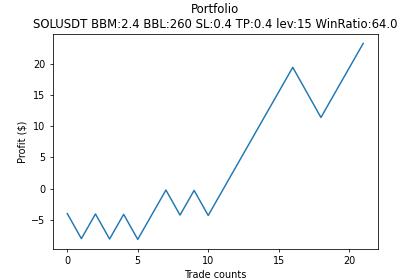 Portfolio
SOLUSDT BBM:2.4 BBL:260 SL:0.4 TP:0.4 lev:15 WinRatio:64.0
Profit ($)
20
15
10
5
0
−5
0
5
10
15
20
Trade counts